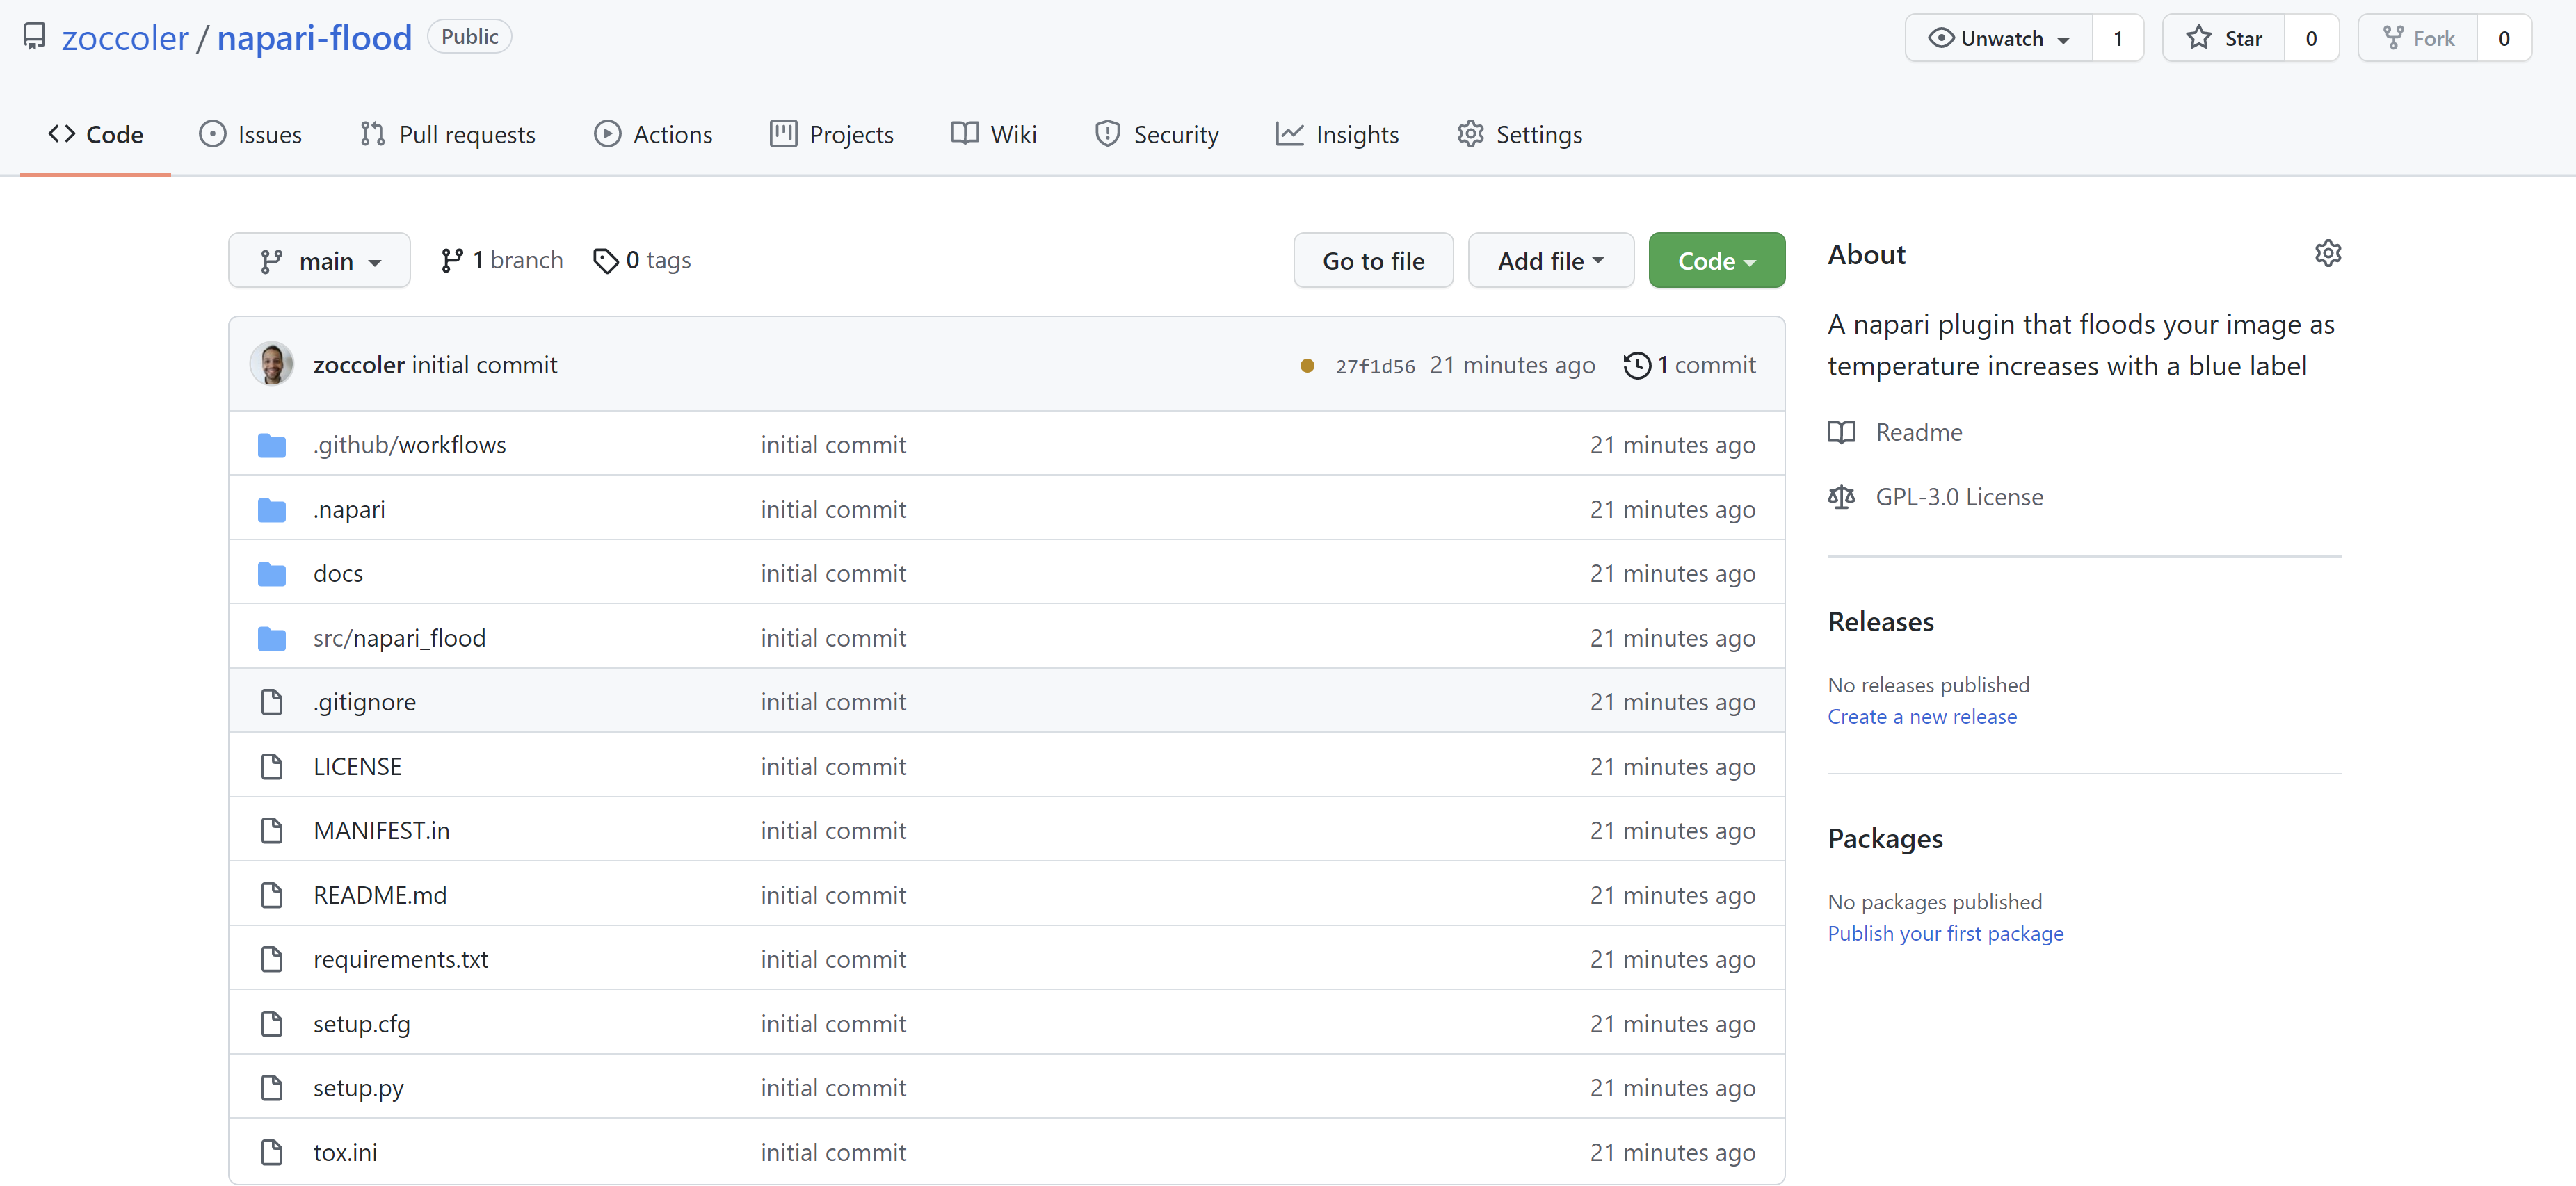 zoccoler / napari-flood Public Unwatch 1 Star 0 Fork 0
Code Issues Pull requests Actions Projects Wiki Security Insights Settings
main 1 branch 0 tags Go to file Add file Code
zoccoler initial commit 27f1d56 21 minutes ago 1 commit
.github/workflows initial commit 21 minutes ago
.napari initial commit 21 minutes ago
docs initial commit 21 minutes ago
src/napari_flood initial commit 21 minutes ago
.gitignore initial commit 21 minutes ago
LICENSE initial commit 21 minutes ago
MANIFEST.in initial commit 21 minutes ago
README.md initial commit 21 minutes ago
requirements.txt initial commit 21 minutes ago
setup.cfg initial commit 21 minutes ago
setup.py initial commit 21 minutes ago
tox.ini initial commit 21 minutes ago
About
A napari plugin that floods your image as
temperature increases with a blue label
Readme
GPL-3.0 License
Releases
No releases published
Create a new release
Packages
No packages published
Publish your first package